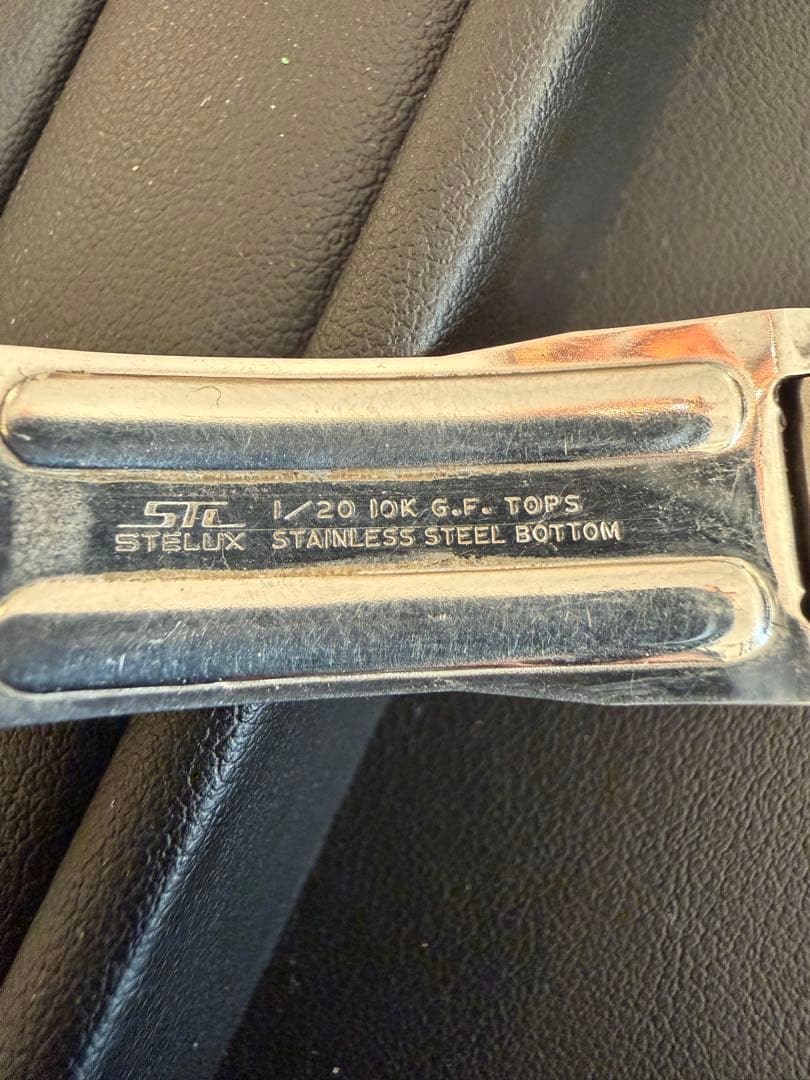 STL 1/20 10K G.F. TOPS
STELUX STAINLESS STEEL BOTTOM